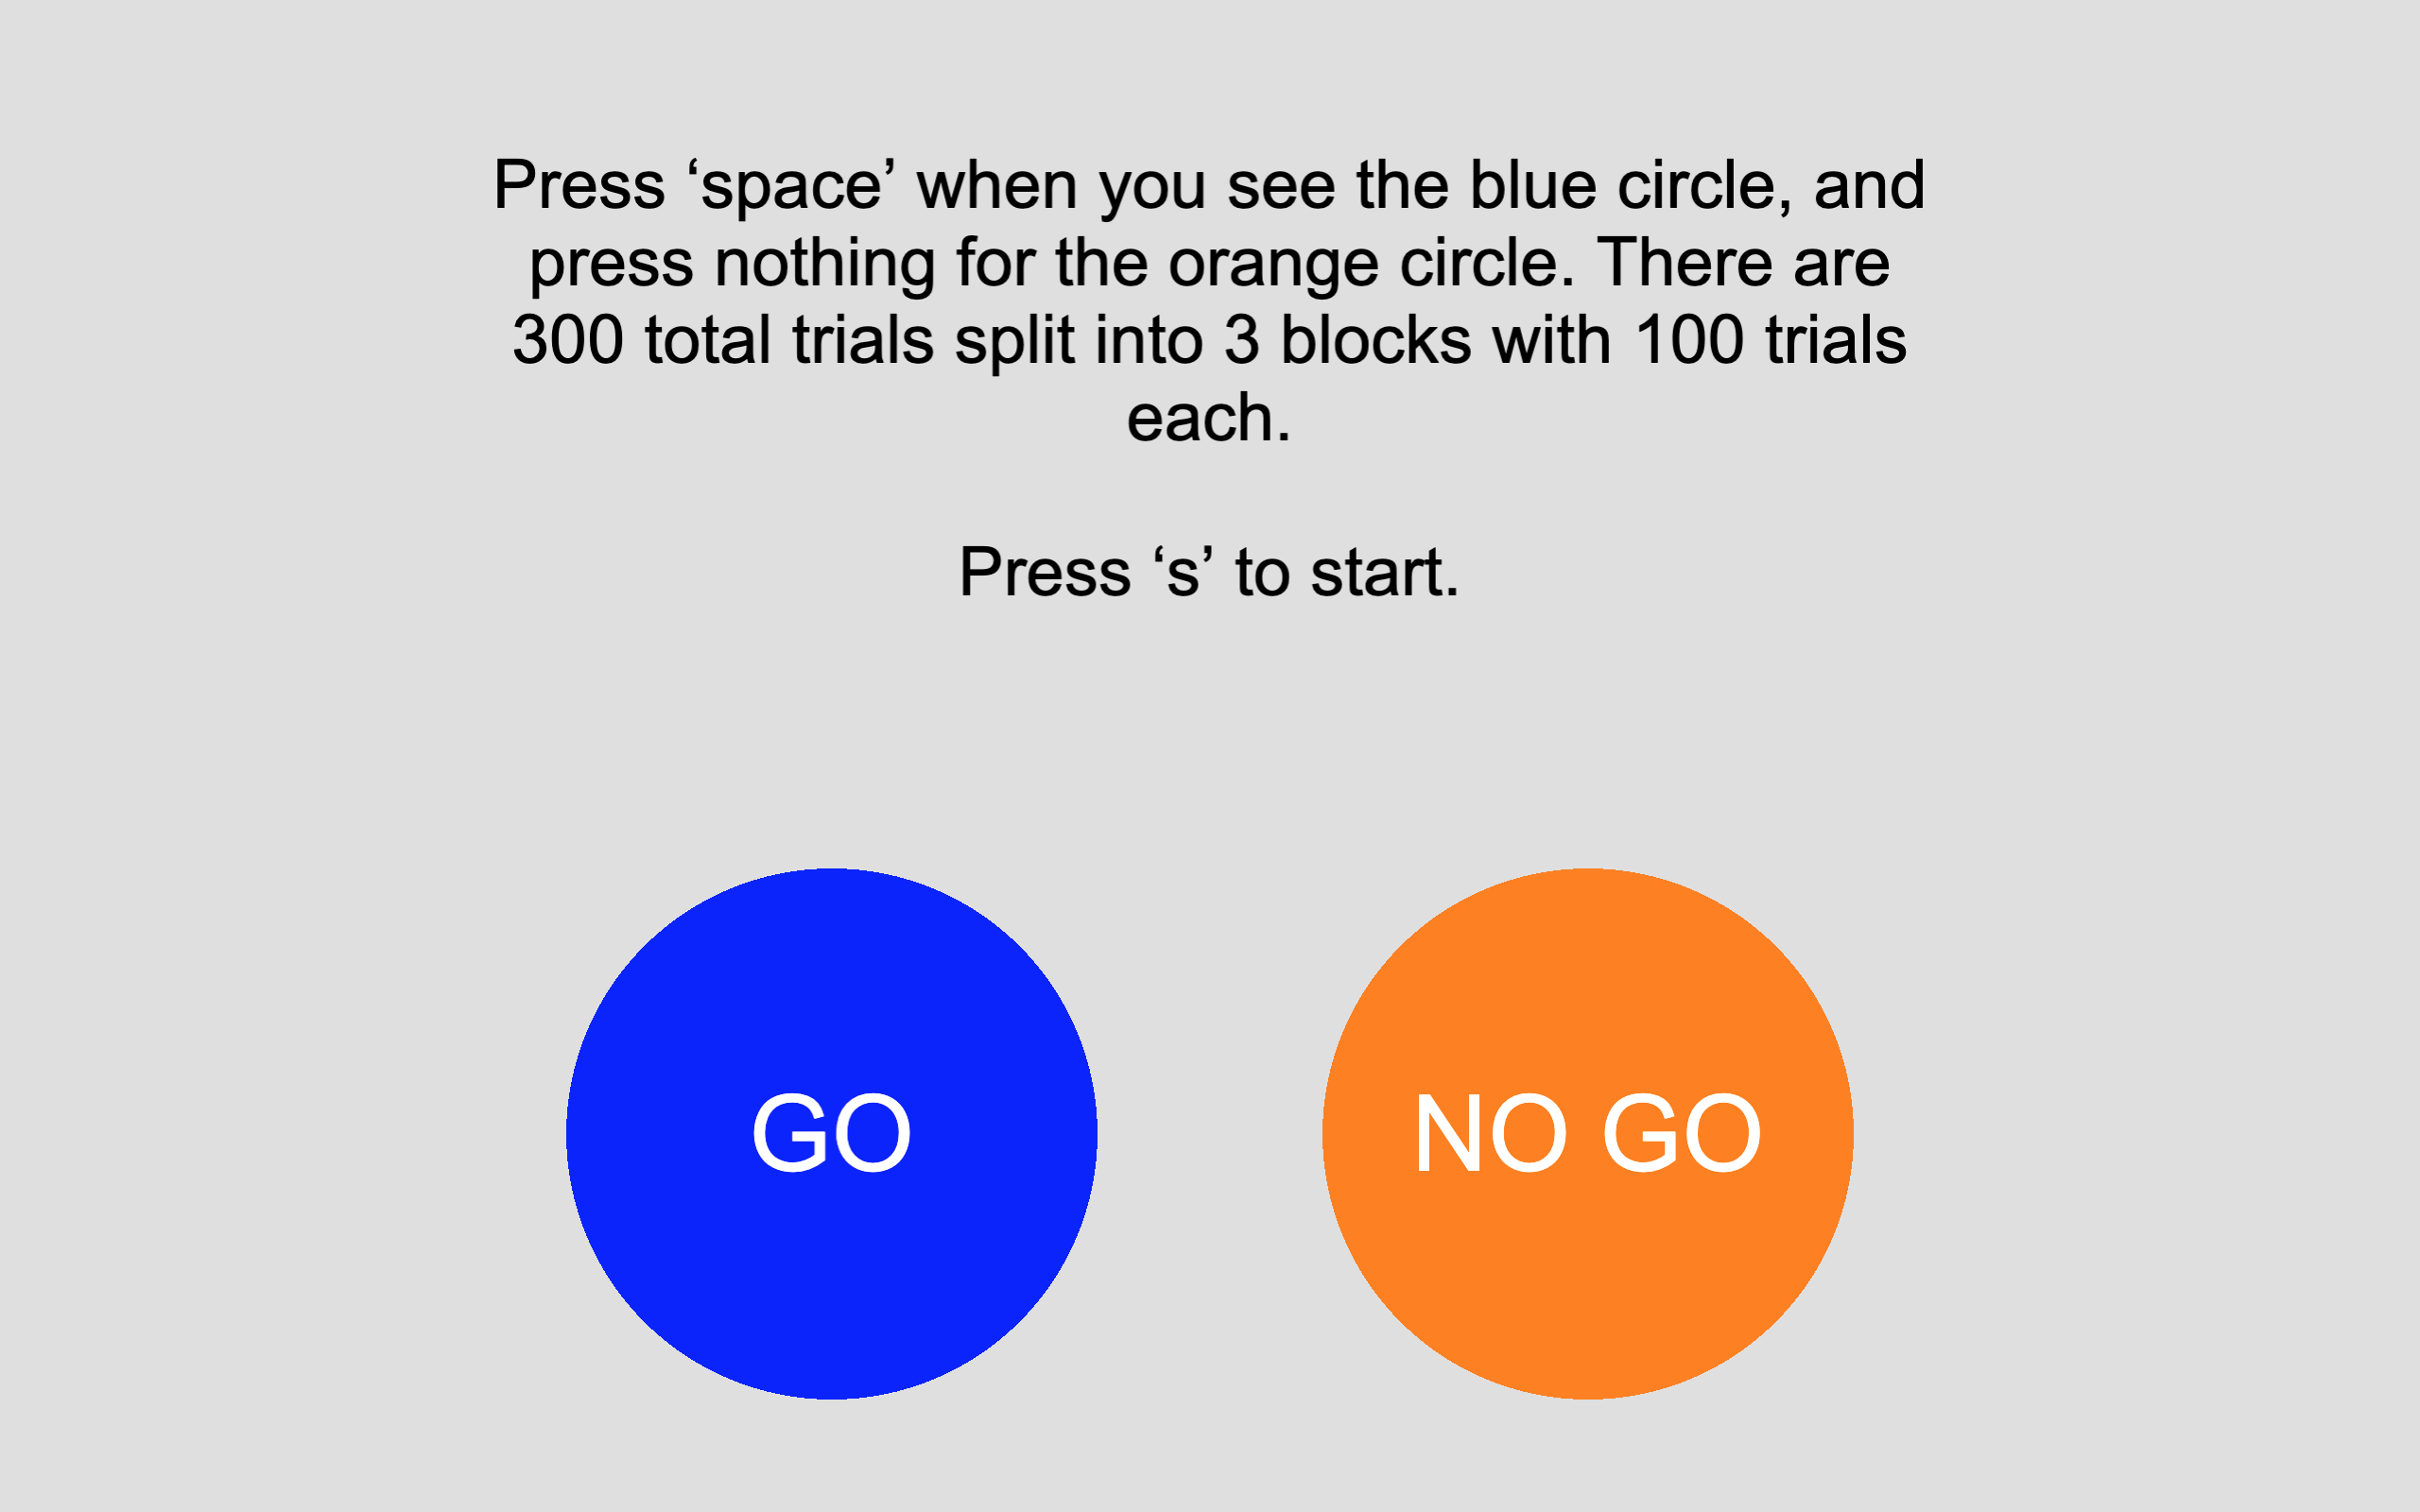 Press ‘space’ when you see the blue circle, and
press nothing for the orange circle. There are
300 total trials split into 3 blocks with 100 trials
each.
Press ‘s’ to start.
GO
NO GO